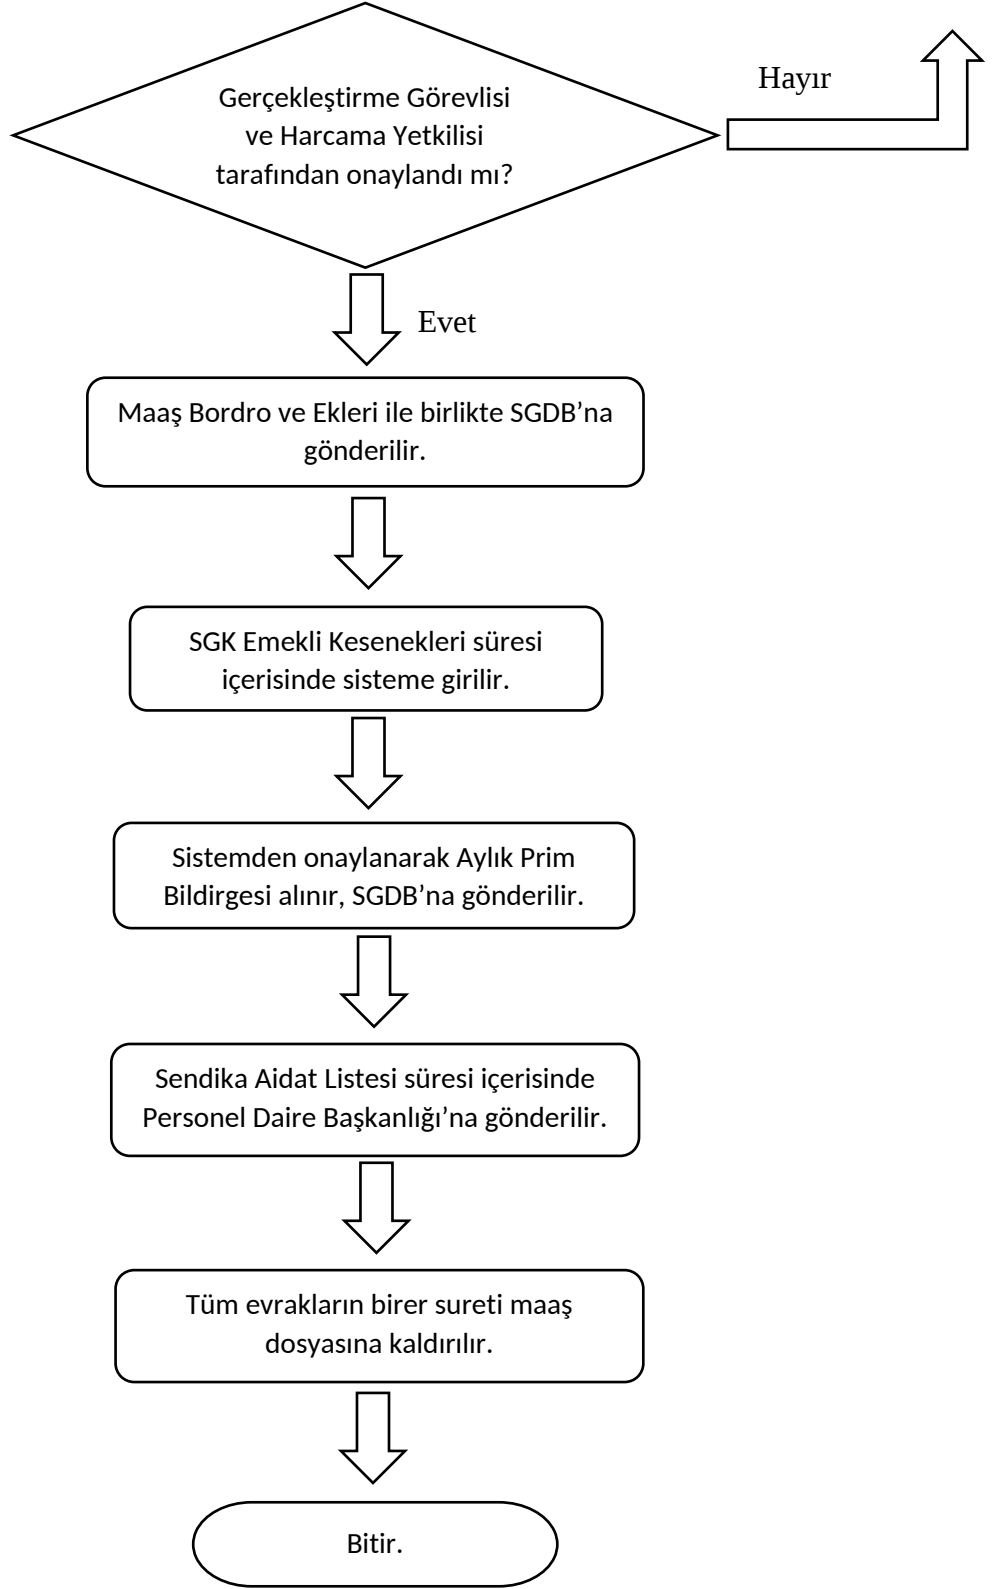 Gerçekleştirme Görevlisi
ve Harcama Yetkilisi
tarafından onaylandı mı?
Hayır
Evet
Maaş Bordro ve Ekleri ile birlikte SGDB’na
gönderilir.
SGK Emekli Kesenekleri süresi
içerisinde sisteme girilir.
Sistemden onaylanarak Aylık Prim
Bildirgesi alınır, SGDB’na gönderilir.
Sendika Aidat Listesi süresi içerisinde
Personel Daire Başkanlığı’na gönderilir.
Tüm evrakların birer sureti maaş
dosyasına kaldırılır.
Bitir.